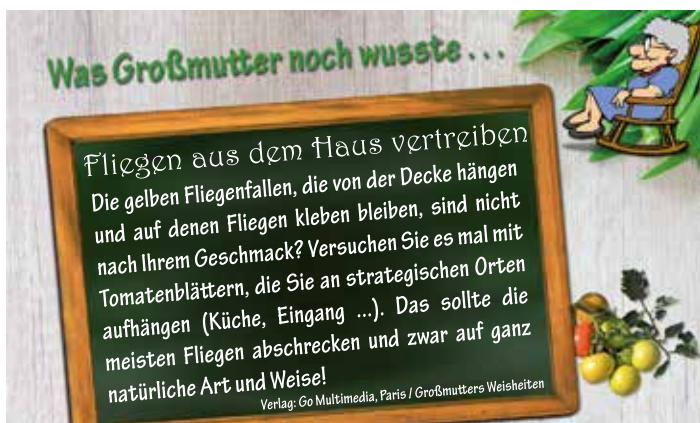 Was Großmutter noch wusste . . .
Fliegen aus dem Haus vertreiben
Die gelben Fliegenfallen, die von der Decke hängen
und auf denen Fliegen kleben bleiben, sind nicht
nach Ihrem Geschmack? Versuchen Sie es mal mit
Tomatenblättern, die Sie an strategischen Orten
aufhängen (Küche, Eingang ...). Das sollte die
meisten Fliegen abschrecken und zwar auf ganz
natürliche Art und Weise!
Verlag: Go Multimedia, Paris / Großmutters Weisheiten